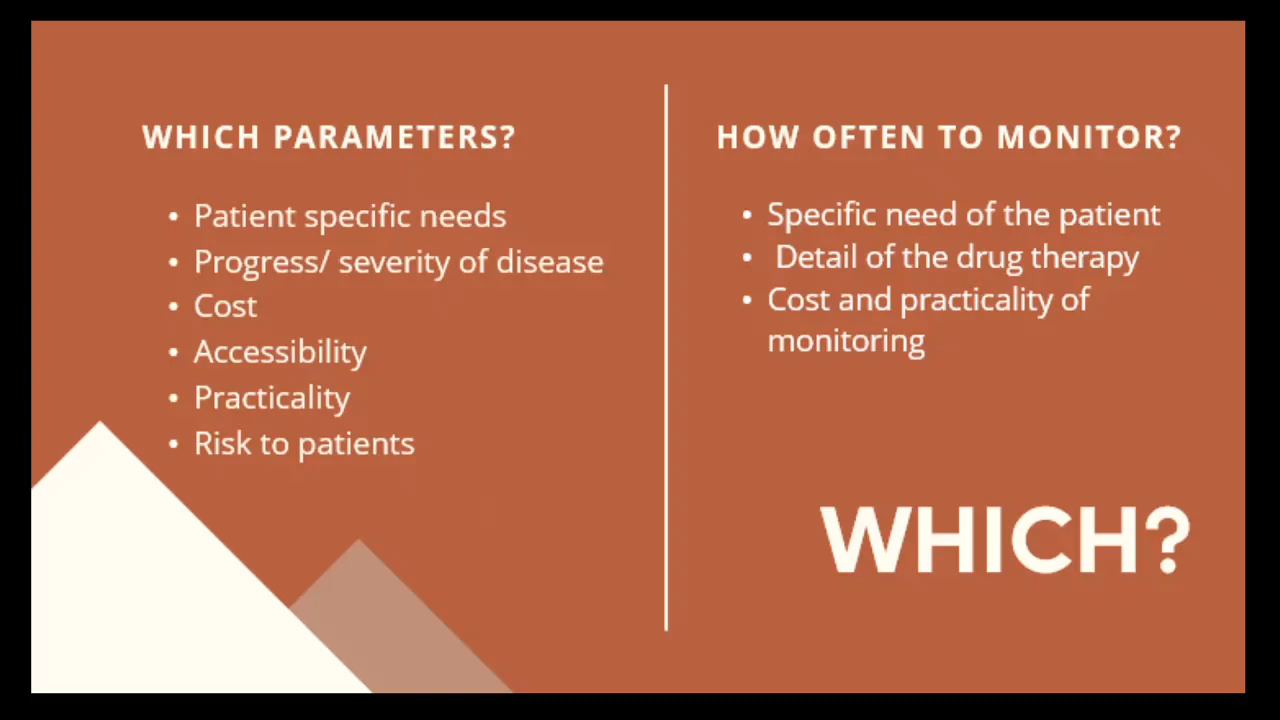 WHICH PARAMETERS?
• Patient specific needs
• Progress/ severity of disease
• Cost
• Accessibility
• Practicality
• Risk to patients
HOW OFTEN TO MONITOR?
• Specific need of the patient
• Detail of the drug therapy
• Cost and practicality of
monitoring
WHICH?